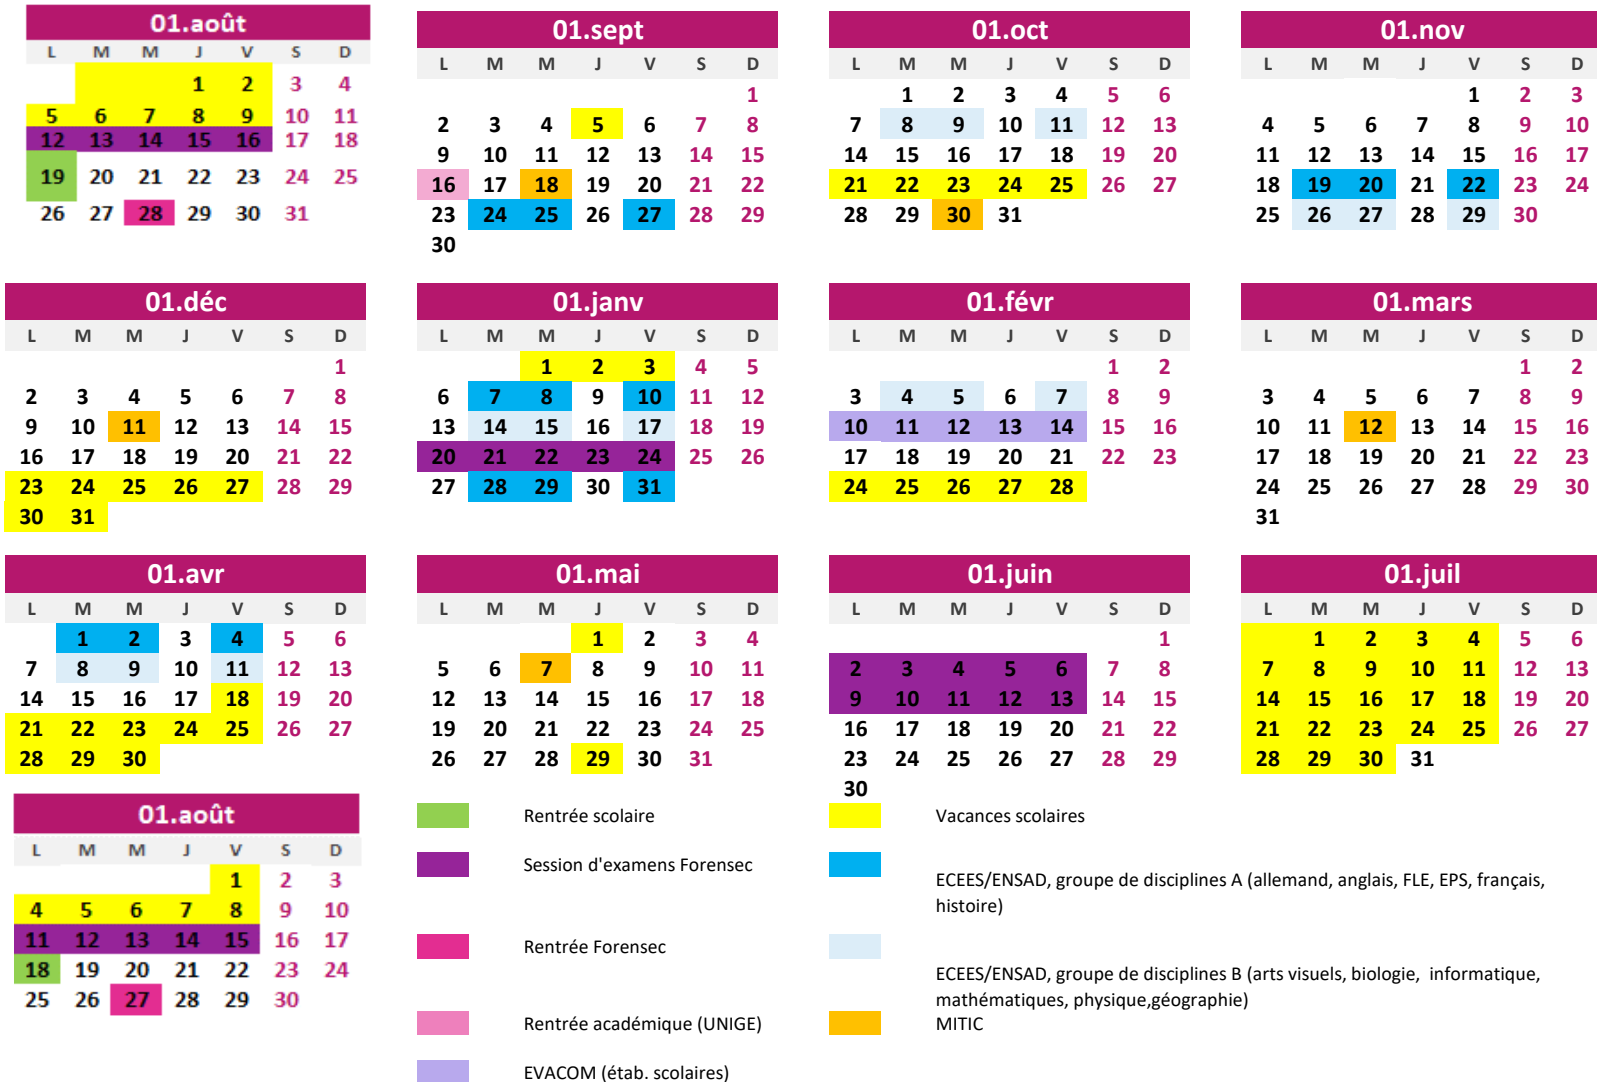 01.août
L M M J V S D
1 2 3 4
5 6 7 8 9 10 11
12 13 14 15 16 17 18
19 20 21 22 23 24 25
26 27 28 29 30 31
01.sept
L M M J V S D
1
2 3 4 5 6 7 8
9 10 11 12 13 14 15
16 17 18 19 20 21 22
23 24 25 26 27 28 29
30
01.oct
L M M J V S D
1 2 3 4 5 6
7 8 9 10 11 12 13
14 15 16 17 18 19 20
21 22 23 24 25 26 27
28 29 30 31
01.nov
L M M J V S D
1 2 3
4 5 6 7 8 9 10
11 12 13 14 15 16 17
18 19 20 21 22 23 24
25 26 27 28 29 30
01.déc
L M M J V S D
1
2 3 4 5 6 7 8
9 10 11 12 13 14 15
16 17 18 19 20 21 22
23 24 25 26 27 28 29
30 31
01.janv
L M M J V S D
1 2 3 4 5
6 7 8 9 10 11 12
13 14 15 16 17 18 19
20 21 22 23 24 25 26
27 28 29 30 31
01.févr
L M M J V S D
1 2
3 4 5 6 7 8 9
10 11 12 13 14 15 16
17 18 19 20 21 22 23
24 25 26 27 28
01.mars
L M M J V S D
1 2
3 4 5 6 7 8 9
10 11 12 13 14 15 16
17 18 19 20 21 22 23
24 25 26 27 28 29 30
31
01.avr
L M M J V S D
1 2 3 4 5 6
7 8 9 10 11 12 13
14 15 16 17 18 19 20
21 22 23 24 25 26 27
28 29 30
01.mai
L M M J V S D
1 2 3 4
5 6 7 8 9 10 11
12 13 14 15 16 17 18
19 20 21 22 23 24 25
26 27 28 29 30 31
01.juin
L M M J V S D
1
2 3 4 5 6 7 8
9 10 11 12 13 14 15
16 17 18 19 20 21 22
23 24 25 26 27 28 29
30
01.juil
L M M J V S D
1 2 3 4 5 6
7 8 9 10 11 12 13
14 15 16 17 18 19 20
21 22 23 24 25 26 27
28 29 30 31
01.août
L M M J V S D
1 2 3
4 5 6 7 8 9 10
11 12 13 14 15 16 17
18 19 20 21 22 23 24
25 26 27 28 29 30
Rentrée scolaire
Session d'examens Forensec
Rentrée Forensec
Rentrée académique (UNIGE)
EVACOM (étab. scolaires)
Vacances scolaires
ECEES/ENSAD, groupe de disciplines A (allemand, anglais, FLE, EPS, français,
histoire)
ECEES/ENSAD, groupe de disciplines B (arts visuels, biologie, informatique,
mathématiques, physique,géographie)
MITIC